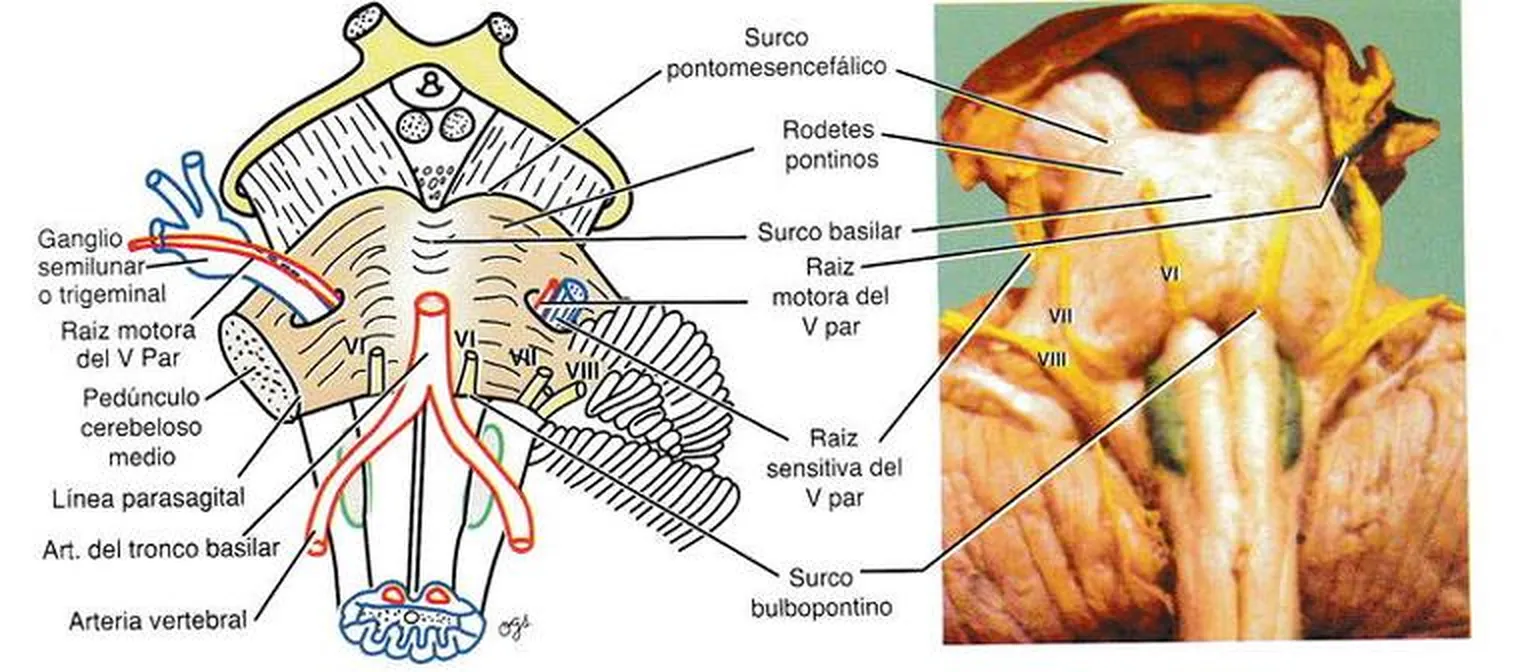 Surco
pontomesencefálico
Rodetes
pontinos
Surco basilar
Raiz
motora del
V par
Raiz
sensitiva del
V par
Surco
bulbopontino
Ganglio
semilunar
o trigeminal
Raiz motora
del V Par
Pedúnculo
cerebeloso
medio
Línea parasagital
Art. del tronco basilar
Arteria vertebral
VI
VI
VII
VIII
ogs
VI
VII
VIII